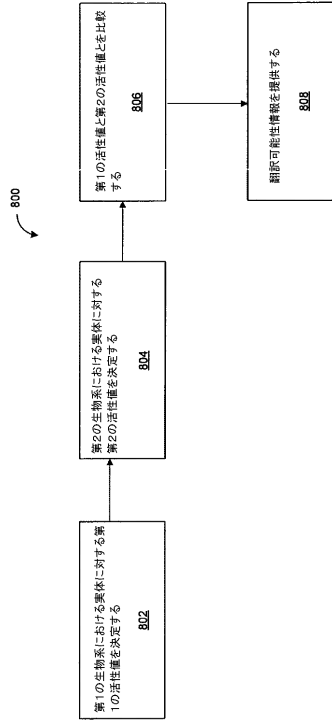 800
第1の生物系における実体に対する第
1の活性値を決定する
802
第2の生物系における実体に対する
第2の活性値を決定する
804
第1の活性値と第2の活性値とを比較
する
806
翻訳可能性情報を提供する
808